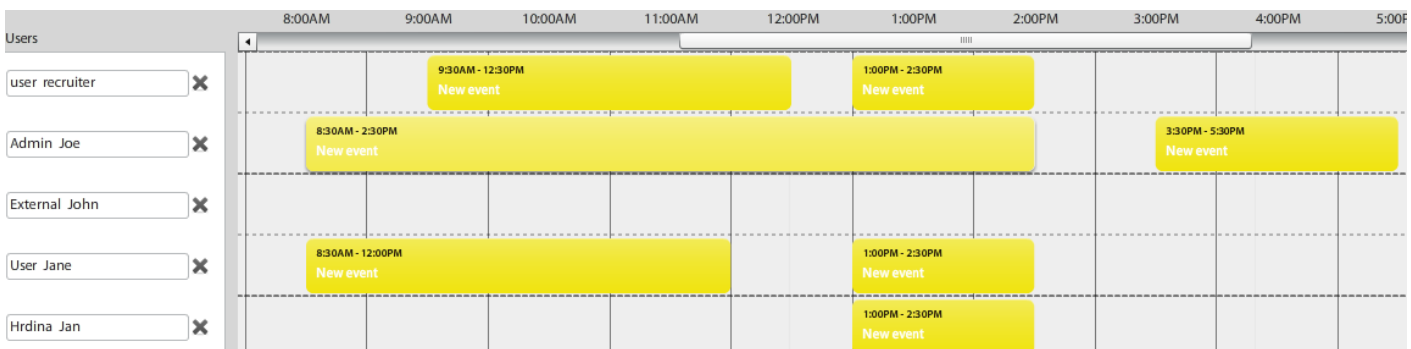 8:00AM 9:00AM 10:00AM 11:00AM 12:00PM 1:00PM 2:00PM 3:00PM 4:00PM 5:00P
Users
user recruiter
9:30AM - 12:30PM
New event
1:00PM - 2:30PM
New event
Admin Joe
8:30AM - 2:30PM
New event
3:30PM - 5:30PM
New event
External John
User Jane
8:30AM - 12:00PM
New event
1:00PM - 2:30PM
New event
Hrdina Jan
1:00PM - 2:30PM
New event